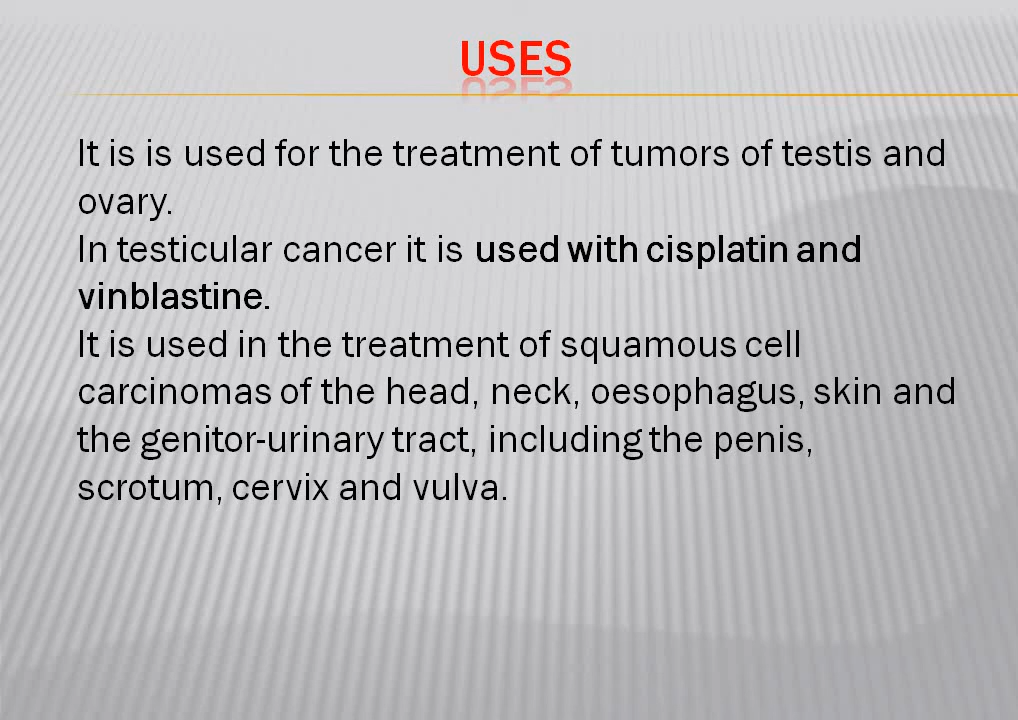 USES
It is is used for the treatment of tumors of testis and
ovary.
In testicular cancer it is used with cisplatin and
vinblastine.
It is used in the treatment of squamous cell
carcinomas of the head, neck, oesophagus, skin and
the genitor-urinary tract, including the penis,
scrotum, cervix and vulva.